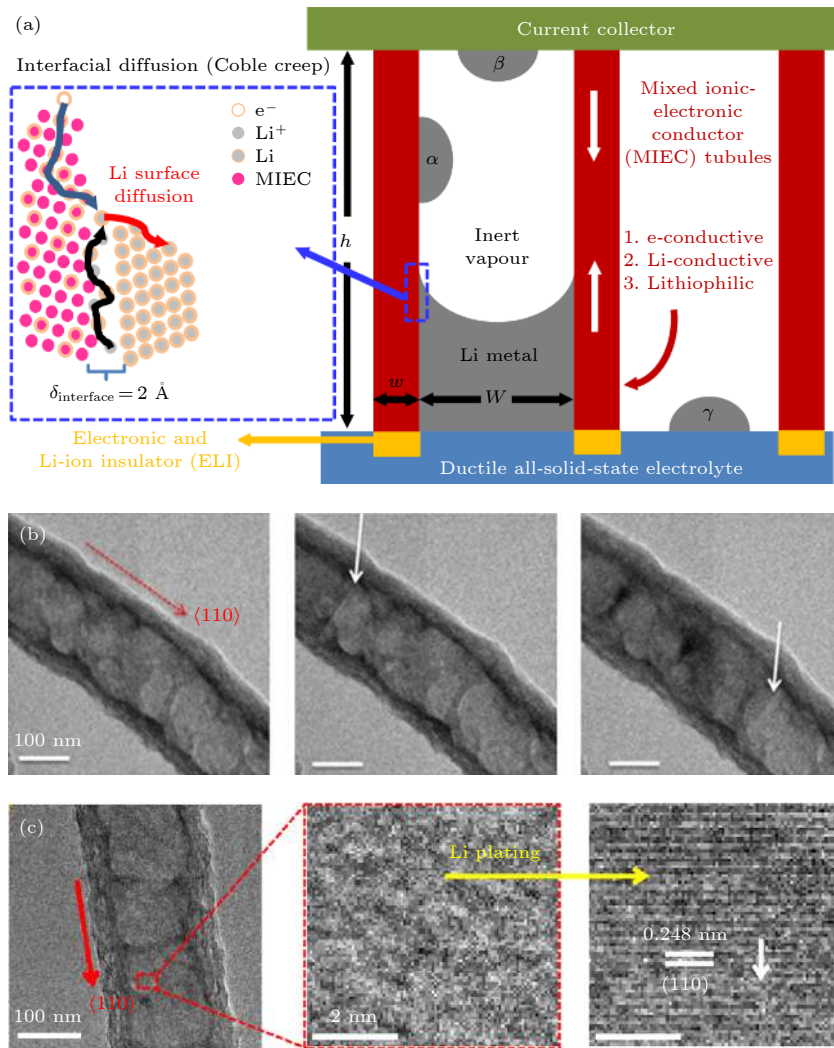 (a)
Current collector
Interfacial diffusion (Coble creep)
e⁻
Li⁺
Li
MIEC
Li surface
diffusion
δinterface = 2 Å
Electronic and
Li-ion insulator (ELI)
h
β
α
Inert
vapour
Li metal
w
W
γ
Mixed ionic-
electronic
conductor
(MIEC) tubules
1. e-conductive
2. Li-conductive
3. Lithiophilic
Ductile all-solid-state electrolyte
(b)
⟨110⟩
100 nm
(c)
⟨110⟩
100 nm
2 nm
Li plating
0.248 nm
(110)